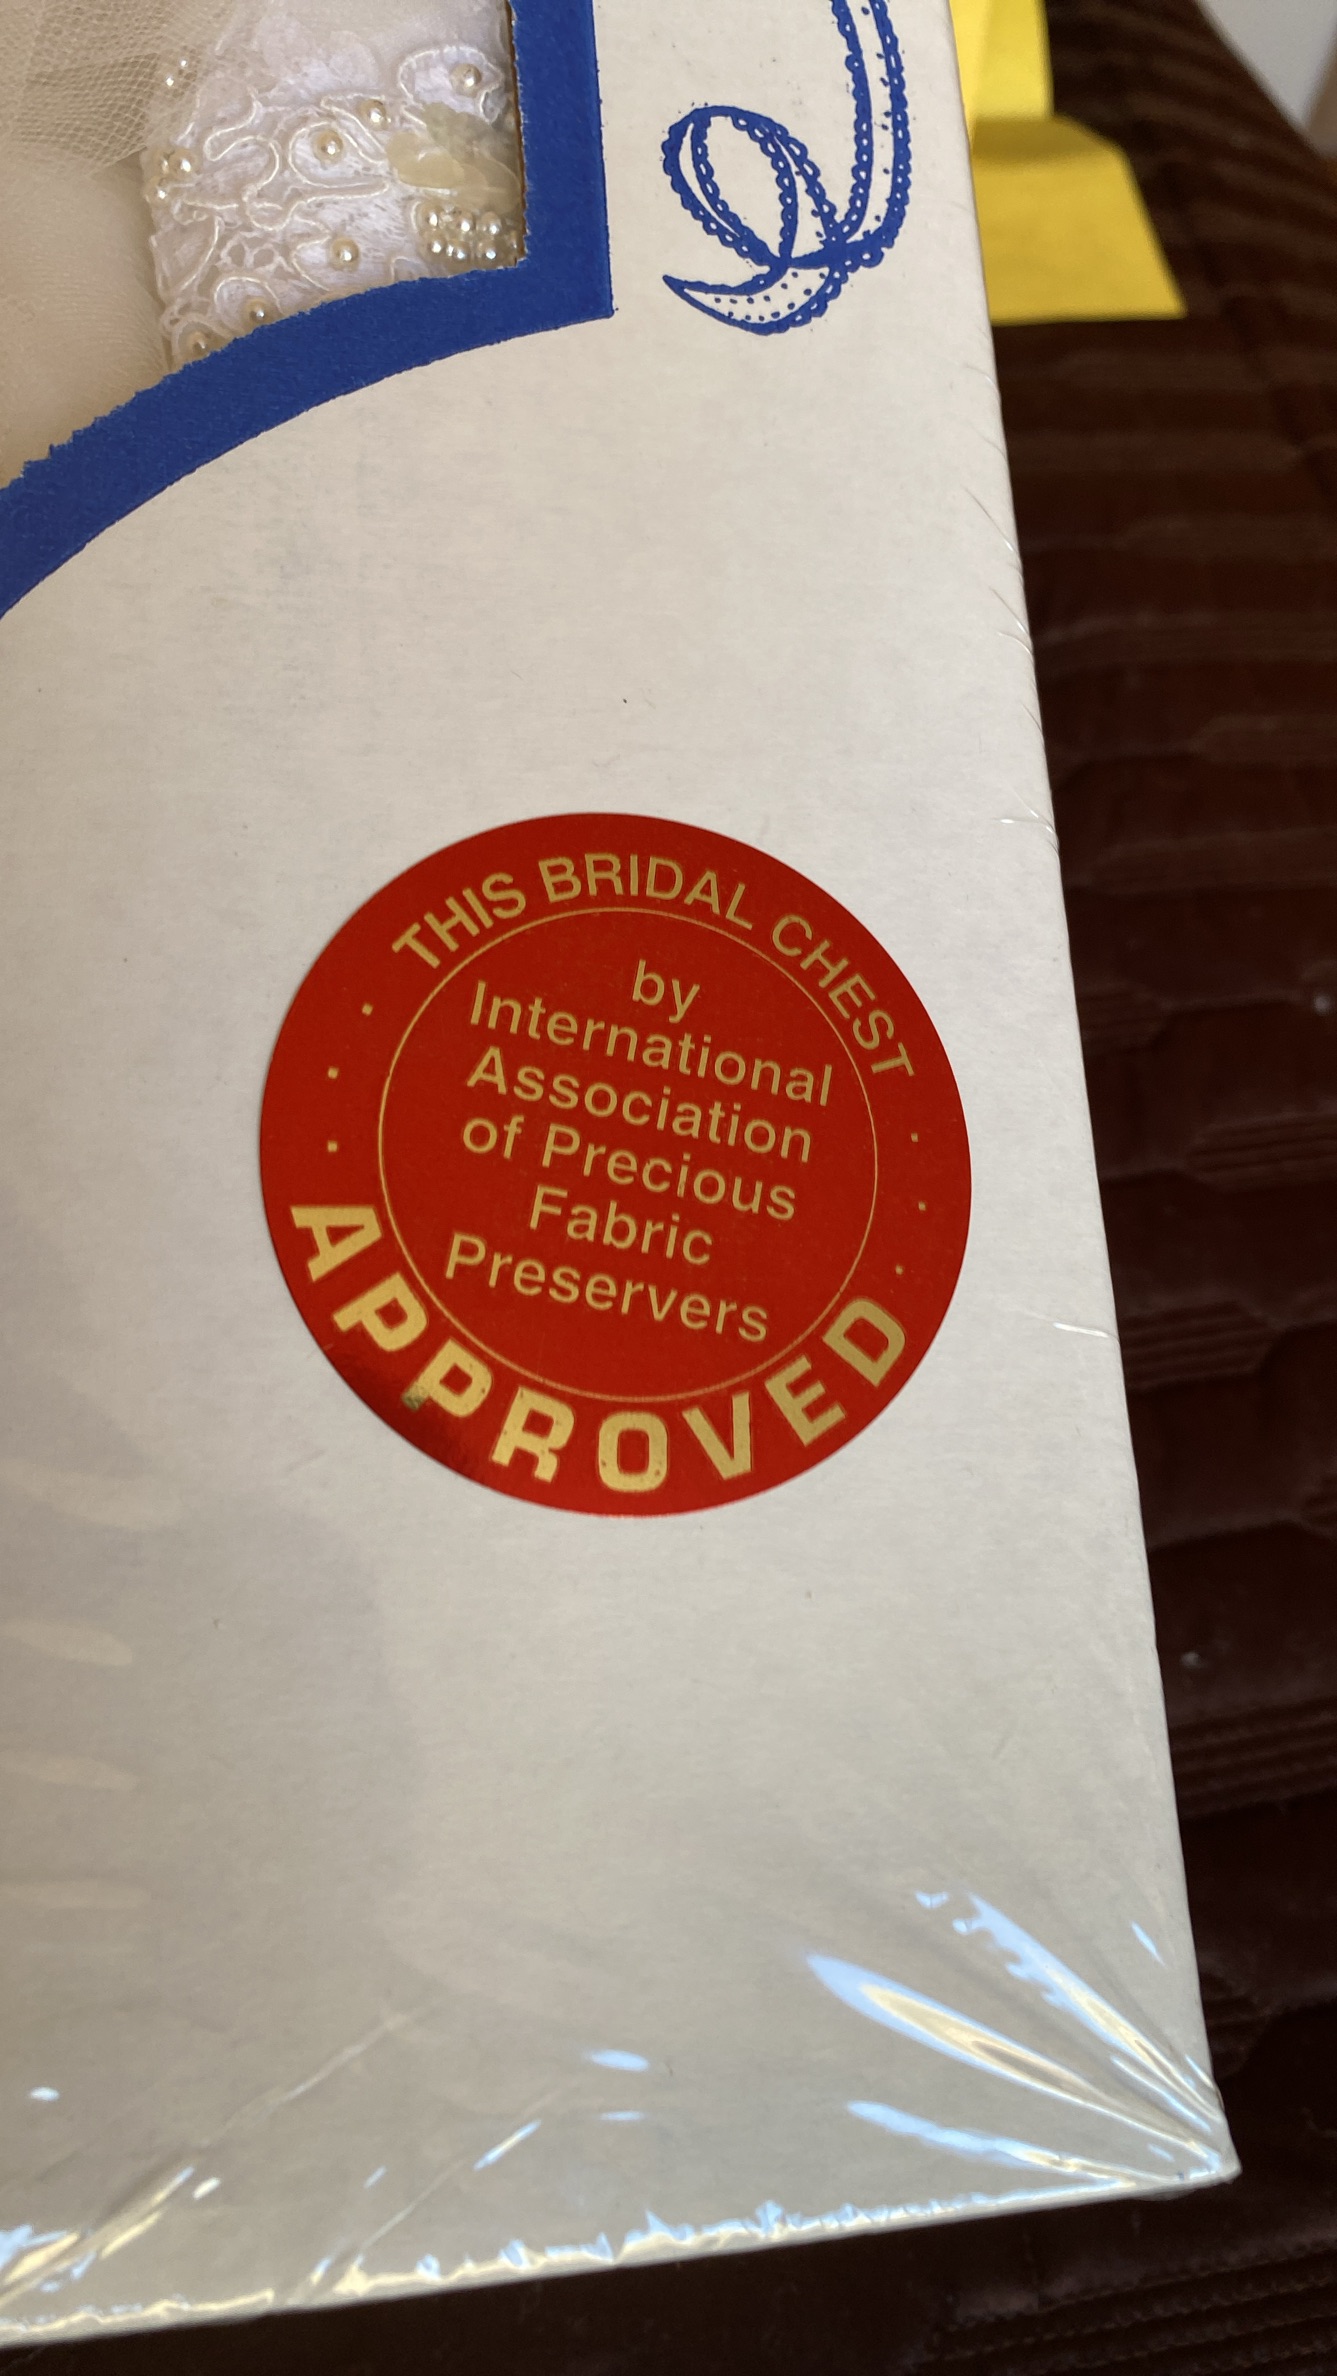 THIS BRIDAL CHEST
by
International
Association
of Precious
Fabric
Preservers
APPROVED